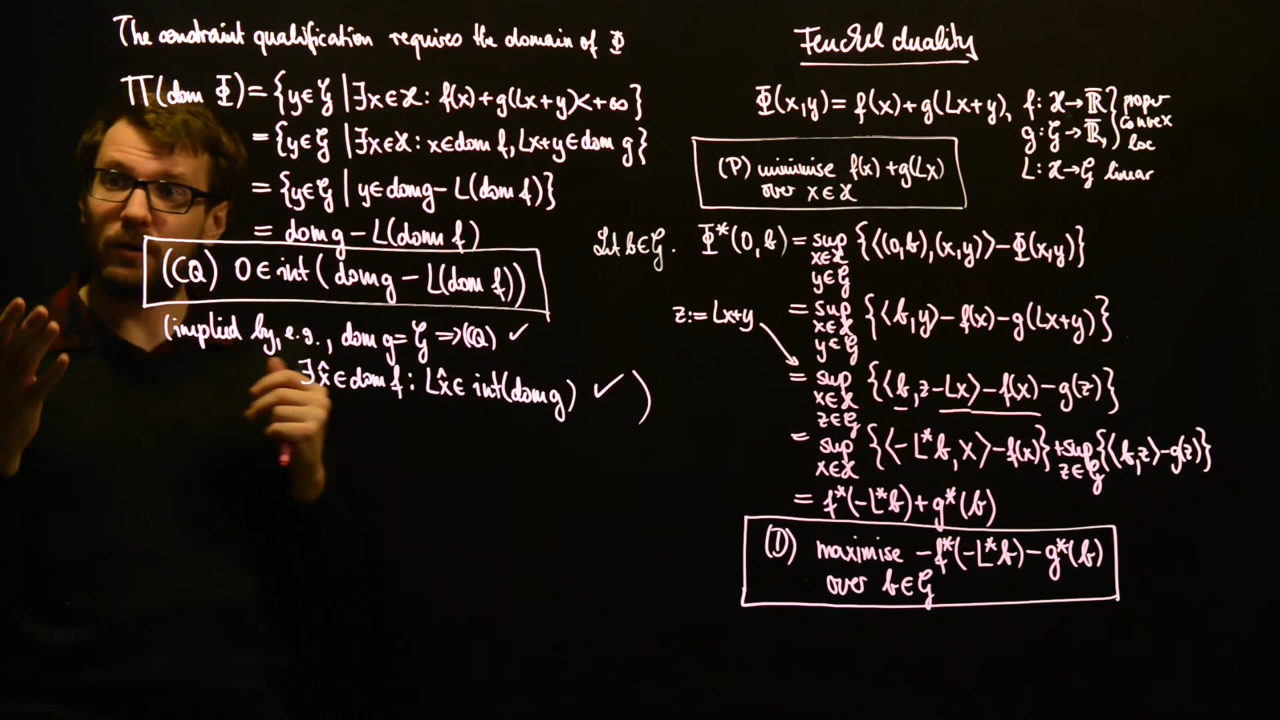 The constraint qualification requires the domain of Φ
Π(dom Φ) = {y∈G | ∃x∈X: f(x)+g(Lx+y)<+∞}
= {y∈G | ∃x∈X: x∈dom f, Lx+y∈dom g}
= {y∈G | y∈dom g − L(dom f)}
= dom g − L(dom f)
(CQ) 0∈int(dom g − L(dom f))
(implied by, e.g., dom g = G ⇒ (CQ) ✓
∃x̂∈dom f: Lx̂∈ int(dom g) ✓ )
Fenchel duality
Φ(x,y) = f(x)+g(Lx+y), f: X→R̅ } proper
g: G→R̅, } convex
lsc
L: X→G linear
(P) minimise f(x)+g(Lx)
over x∈X
Let b∈G. Φ*(0,b) = sup {⟨(0,b),(x,y)⟩−Φ(x,y)}
x∈X
y∈G
z:= Lx+y = sup {⟨b,y⟩−f(x)−g(Lx+y)}
x∈X
y∈G
= sup {⟨b,z−Lx⟩−f(x)−g(z)}
x∈X
z∈G
= sup {⟨−L*b,x⟩−f(x)}+sup{⟨b,z⟩−g(z)}
x∈X z∈G
= f*(−L*b)+g*(b)
(D) maximise −f*(−L*b)−g*(b)
over b∈G